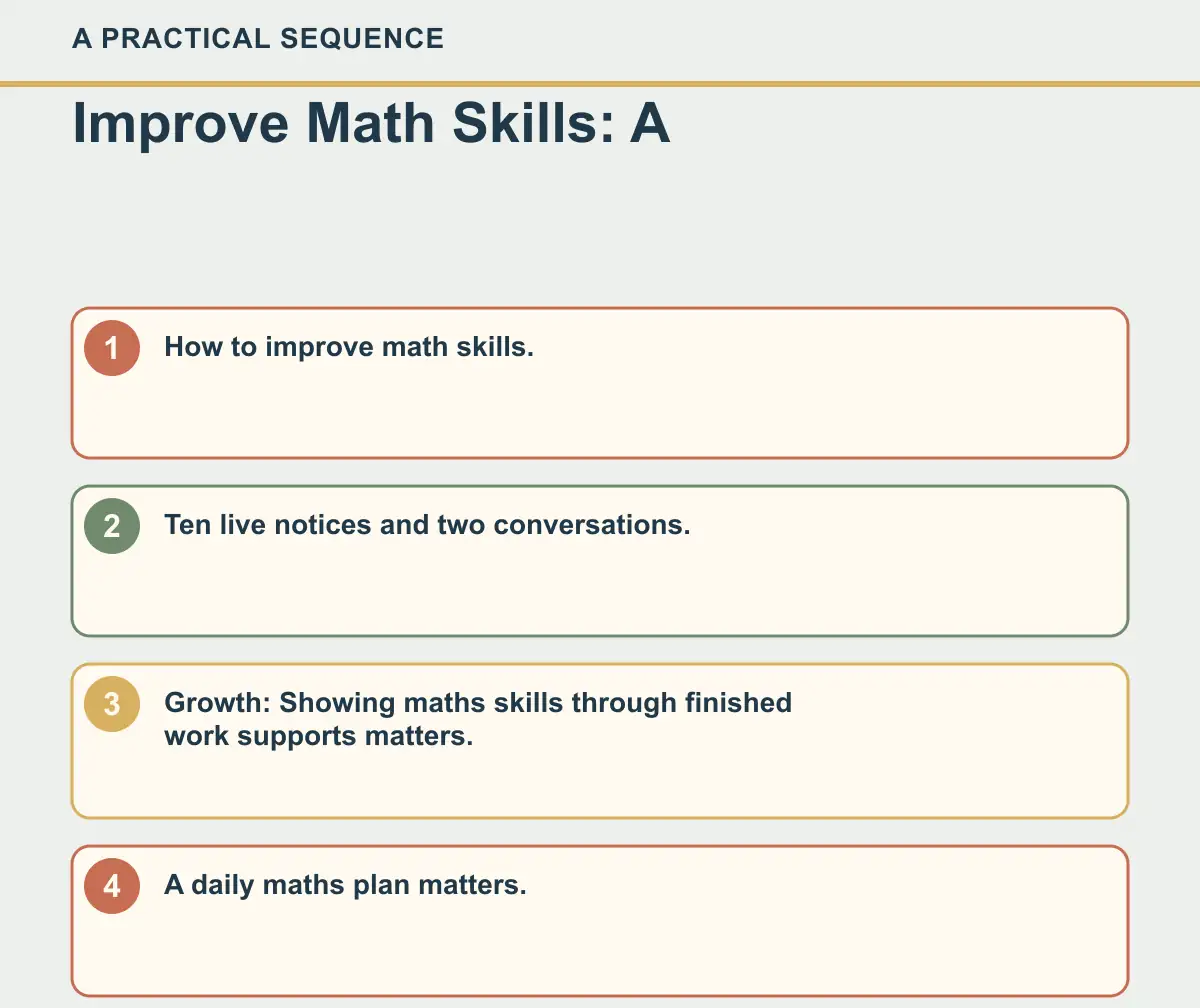 A PRACTICAL SEQUENCE
Improve Math Skills: A
1
How to improve math skills.
2
Ten live notices and two conversations.
3
Growth: Showing maths skills through finished
work supports matters.
4
A daily maths plan matters.